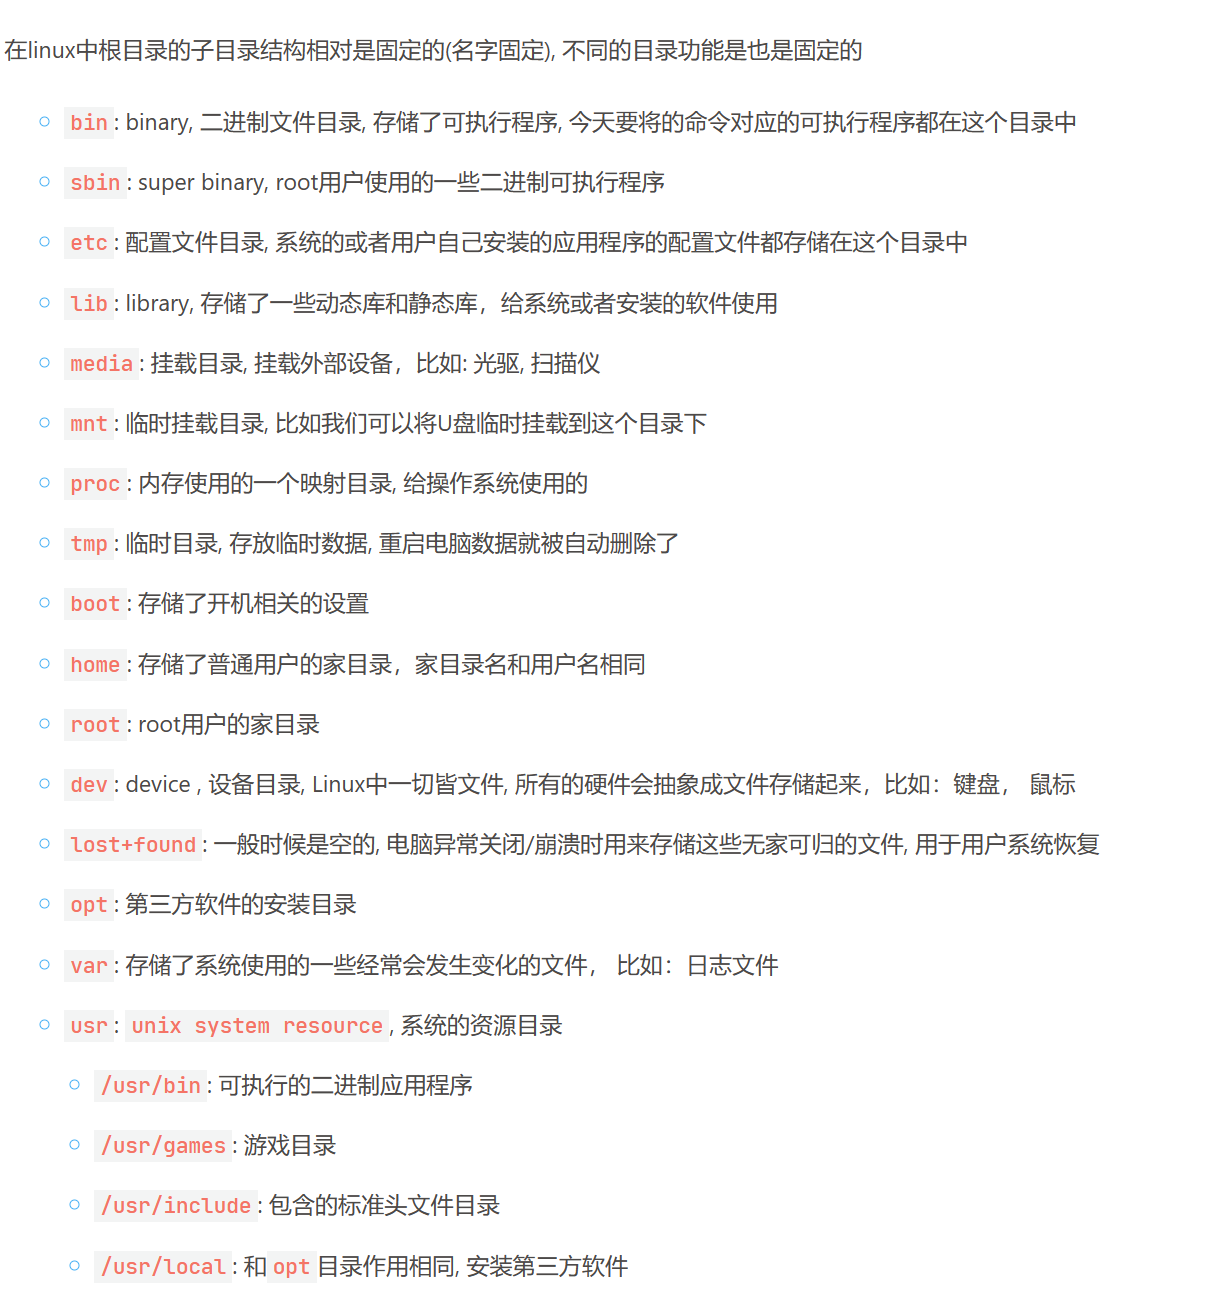 在linux中根目录的子目录结构相对是固定的(名字固定), 不同的目录功能是也是固定的
bin: binary, 二进制文件目录, 存储了可执行程序, 今天要将的命令对应的可执行程序都在这个目录中
sbin: super binary, root用户使用的一些二进制可执行程序
etc: 配置文件目录, 系统的或者用户自己安装的应用程序的配置文件都存储在这个目录中
lib: library, 存储了一些动态库和静态库，给系统或者安装的软件使用
media: 挂载目录, 挂载外部设备，比如: 光驱, 扫描仪
mnt: 临时挂载目录, 比如我们可以将U盘临时挂载到这个目录下
proc: 内存使用的一个映射目录, 给操作系统使用的
tmp: 临时目录, 存放临时数据, 重启电脑数据就被自动删除了
boot: 存储了开机相关的设置
home: 存储了普通用户的家目录，家目录名和用户名相同
root: root用户的家目录
dev: device , 设备目录, Linux中一切皆文件, 所有的硬件会抽象成文件存储起来，比如：键盘， 鼠标
lost+found: 一般时候是空的, 电脑异常关闭/崩溃时用来存储这些无家可归的文件, 用于用户系统恢复
opt: 第三方软件的安装目录
var: 存储了系统使用的一些经常会发生变化的文件， 比如：日志文件
usr: unix system resource, 系统的资源目录
/usr/bin: 可执行的二进制应用程序
/usr/games: 游戏目录
/usr/include: 包含的标准头文件目录
/usr/local: 和opt目录作用相同, 安装第三方软件